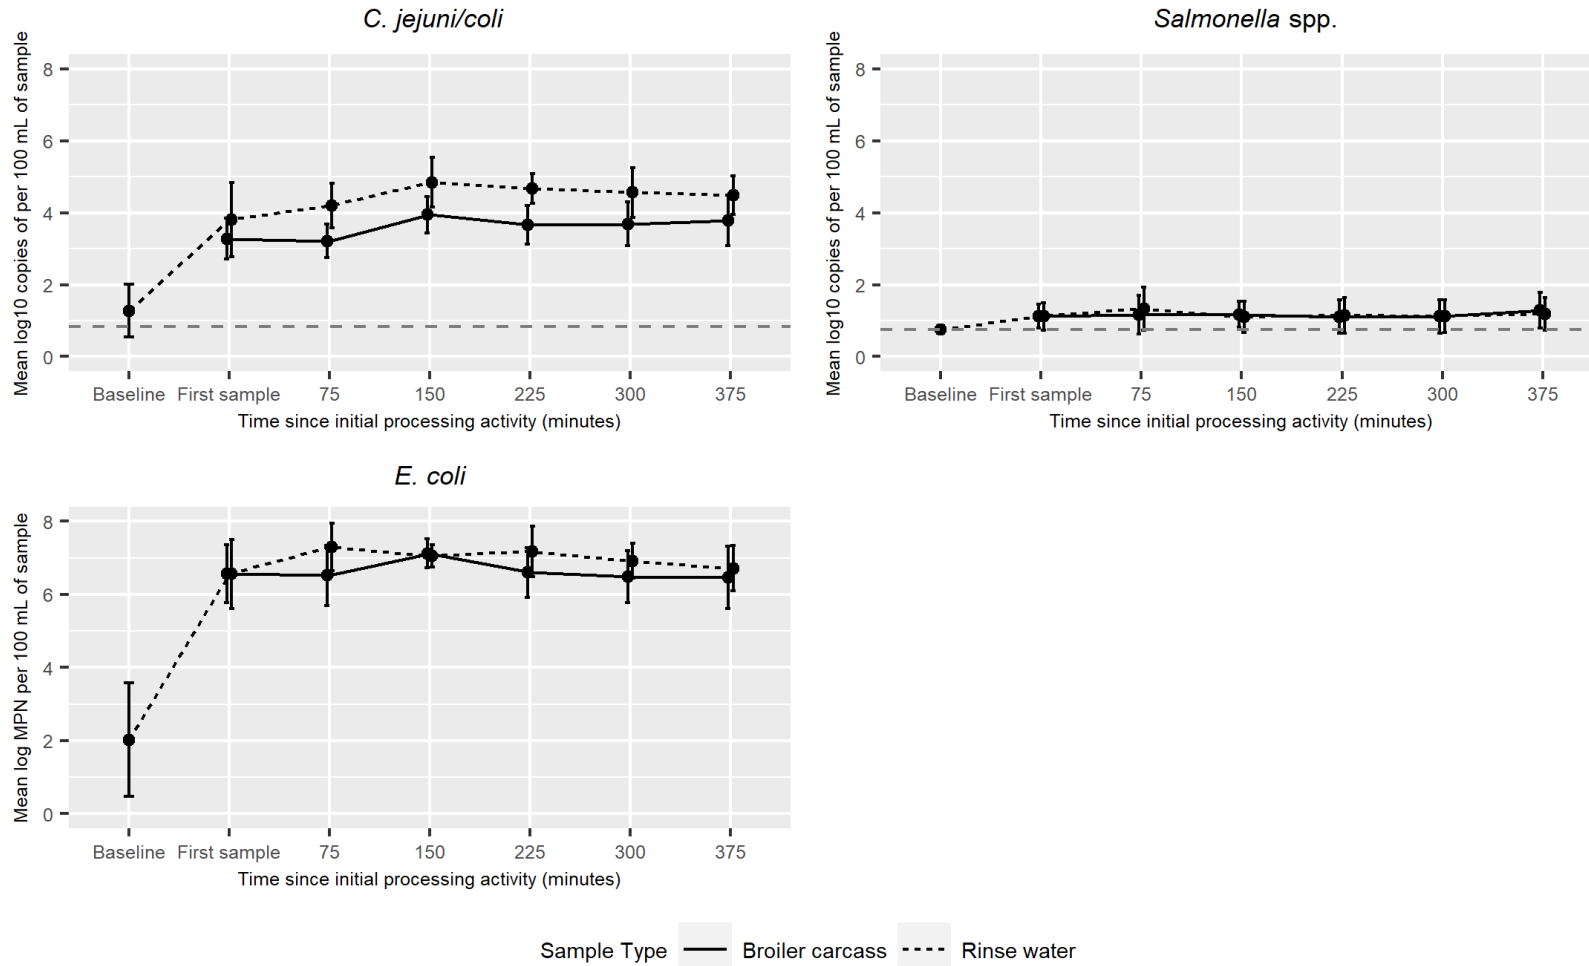 C. jejuni/coli
Mean log10 copies of per 100 mL of sample
8
6
4
2
0
Baseline First sample 75 150 225 300 375
Time since initial processing activity (minutes)
Salmonella spp.
Mean log10 copies of per 100 mL of sample
8
6
4
2
0
Baseline First sample 75 150 225 300 375
Time since initial processing activity (minutes)
E. coli
Mean log MPN per 100 mL of sample
8
6
4
2
0
Baseline First sample 75 150 225 300 375
Time since initial processing activity (minutes)
Sample Type Broiler carcass Rinse water